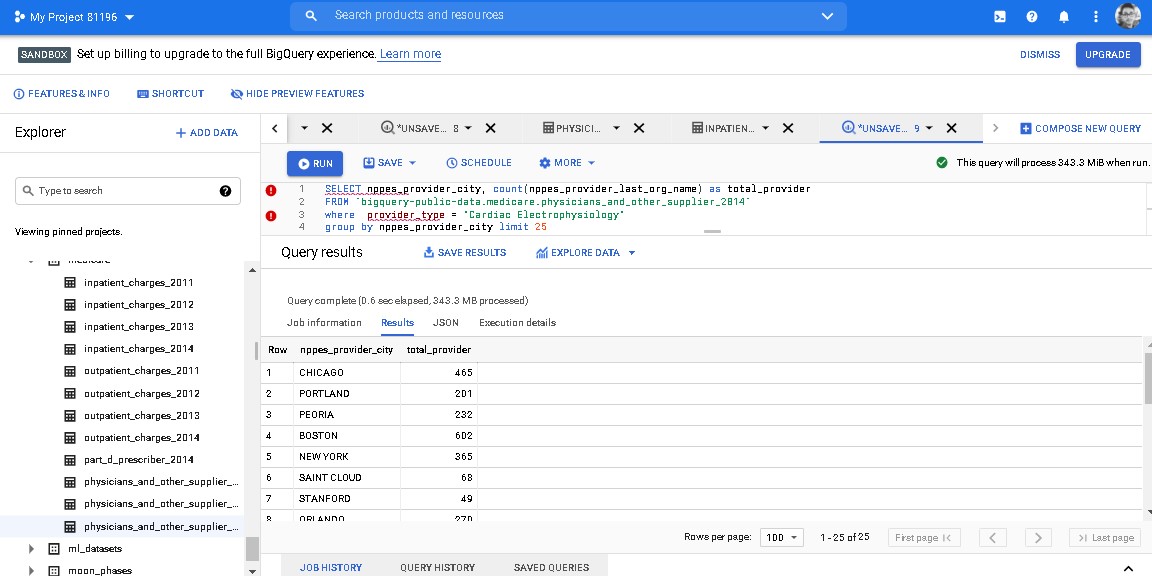 My Project 81196
Search products and resources
SANDBOX Set up billing to upgrade to the full BigQuery experience. Learn more
DISMISS UPGRADE
FEATURES & INFO SHORTCUT HIDE PREVIEW FEATURES
Explorer
+ ADD DATA
*UNSAVE... 8
PHYSICI...
INPATIEN...
*UNSAVE... 9
COMPOSE NEW QUERY
RUN SAVE SCHEDULE MORE
This query will process 343.3 MiB when run.
Type to search
Viewing pinned projects.
1 SELECT nppes_provider_city, count(nppes_provider_last_org_name) as total_provider
2 FROM `bigquery-public-data.medicare.physicians_and_other_supplier_2014`
3 where provider_type = "Cardiac Electrophysiology"
4 group by nppes_provider_city limit 25
medicare
inpatient_charges_2011
inpatient_charges_2012
inpatient_charges_2013
inpatient_charges_2014
outpatient_charges_2011
outpatient_charges_2012
outpatient_charges_2013
outpatient_charges_2014
part_d_prescriber_2014
physicians_and_other_supplier_...
physicians_and_other_supplier_...
physicians_and_other_supplier_...
ml_datasets
moon_phases
Query results
SAVE RESULTS EXPLORE DATA
Query complete (0.6 sec elapsed, 343.3 MB processed)
Job information Results JSON Execution details
Row nppes_provider_city total_provider
1 CHICAGO 465
2 PORTLAND 201
3 PEORIA 232
4 BOSTON 602
5 NEW YORK 365
6 SAINT CLOUD 68
7 STANFORD 49
8 ORLANDO 270
Rows per page: 100 1 - 25 of 25 First page Last page
JOB HISTORY QUERY HISTORY SAVED QUERIES